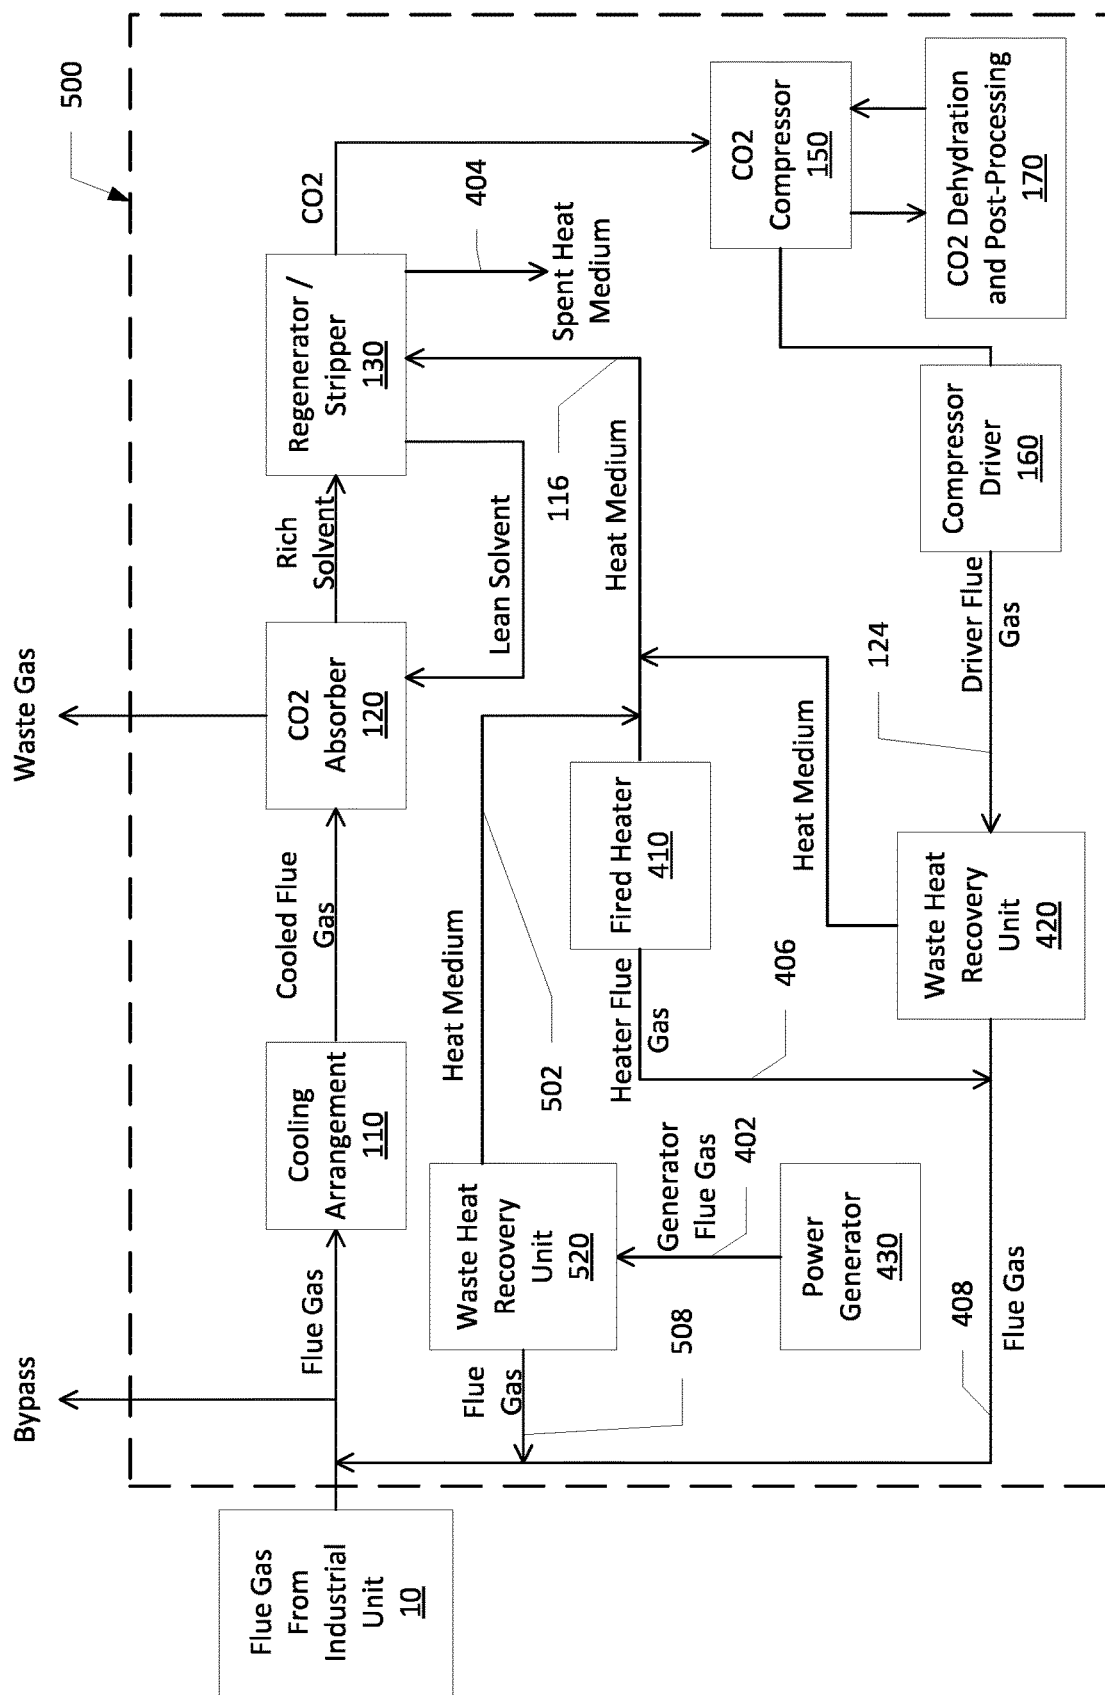 500
Bypass
Waste Gas
Flue Gas
From
Industrial
Unit
10
Flue Gas
Cooling
Arrangement
110
Cooled Flue
Gas
CO2
Absorber
120
Rich
Solvent
Lean Solvent
Regenerator /
Stripper
130
CO2
404
Spent Heat
Medium
116
Heat Medium
Heat Medium
502
Waste Heat
Recovery
Unit
520
Flue
Gas
508
Generator
Flue Gas
402
Power
Generator
430
Heater Flue
Gas
406
Fired Heater
410
Heat Medium
Waste Heat
Recovery
Unit
420
408
Flue Gas
124
Driver Flue
Gas
Compressor
Driver
160
CO2
Compressor
150
CO2 Dehydration
and Post-Processing
170